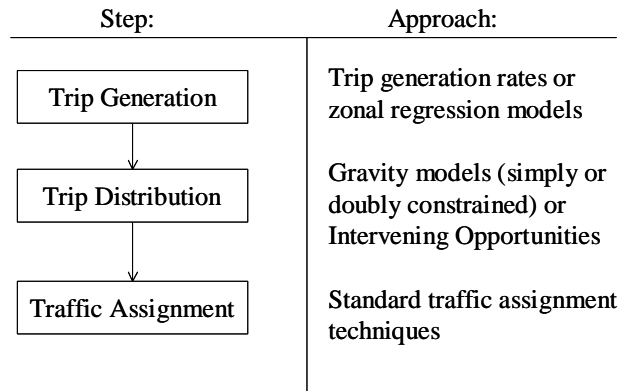 Step:
Approach:
Trip Generation
Trip generation rates or
zonal regression models
Trip Distribution
Gravity models (simply or
doubly constrained) or
Intervening Opportunities
Traffic Assignment
Standard traffic assignment
techniques